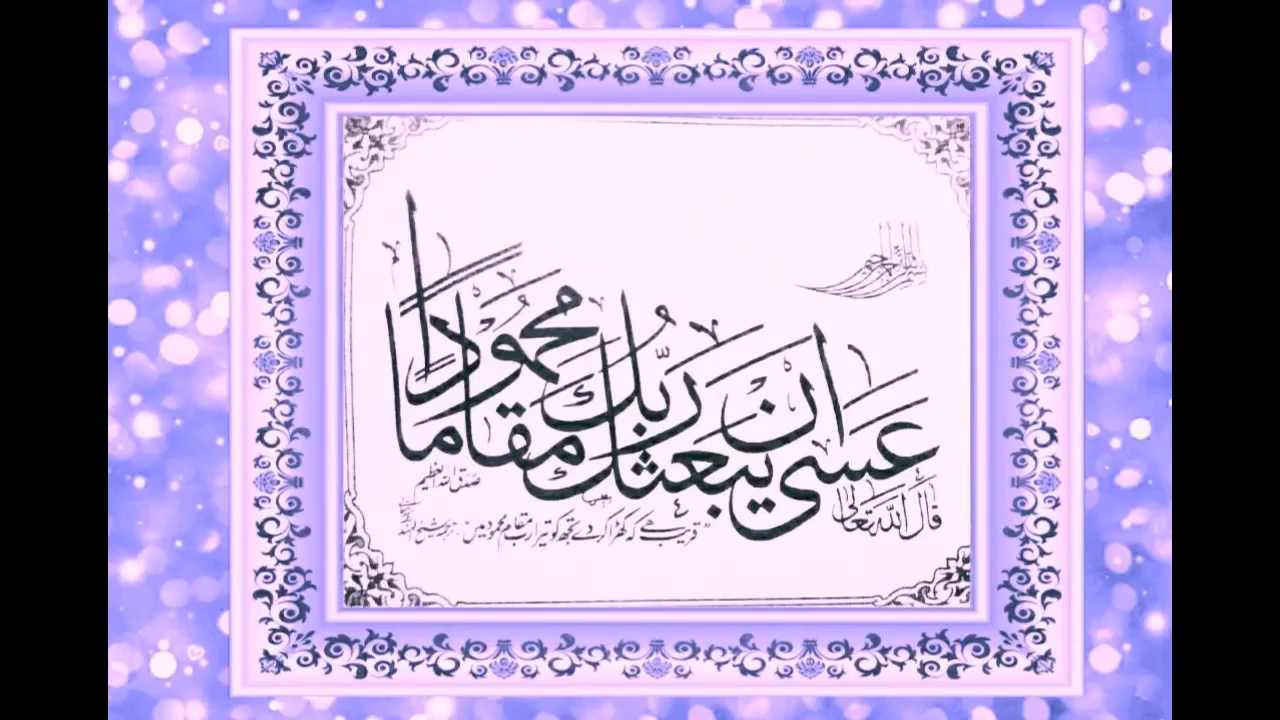 بسم الله الرحمن الرحيم
قال الله تعالى
عسى ان يبعثك ربك مقاما محمودا
صدق الله العظيم
قریب ہے کہ کھڑا کر دے تجھ کو تیرا رب مقام محمود میں